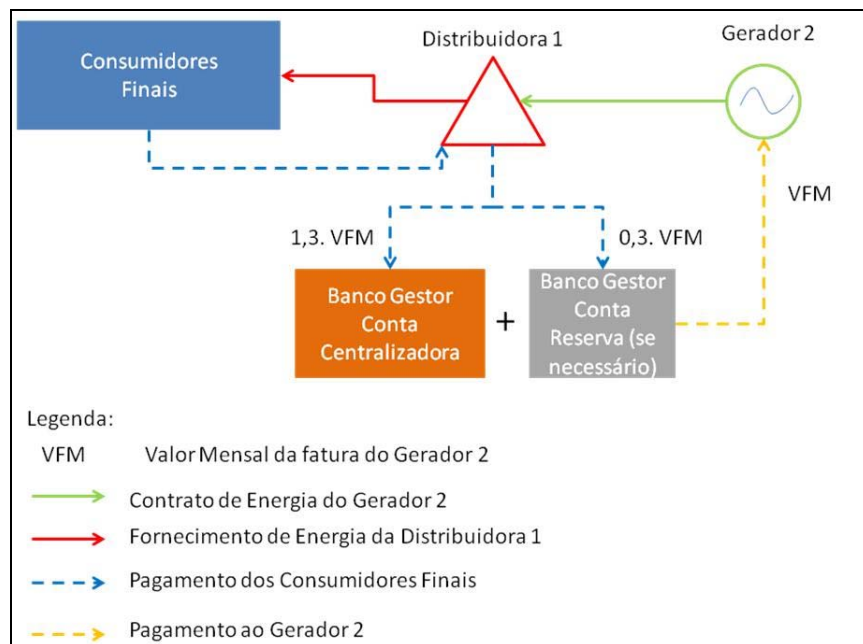 Distribuidora 1
Gerador 2
Consumidores
Finais
VFM
1,3. VFM
0,3. VFM
Banco Gestor
Conta
Centralizadora
+
Banco Gestor
Conta
Reserva (se
necessário)
Legenda:
VFM Valor Mensal da fatura do Gerador 2
Contrato de Energia do Gerador 2
Fornecimento de Energia da Distribuidora 1
Pagamento dos Consumidores Finais
Pagamento ao Gerador 2